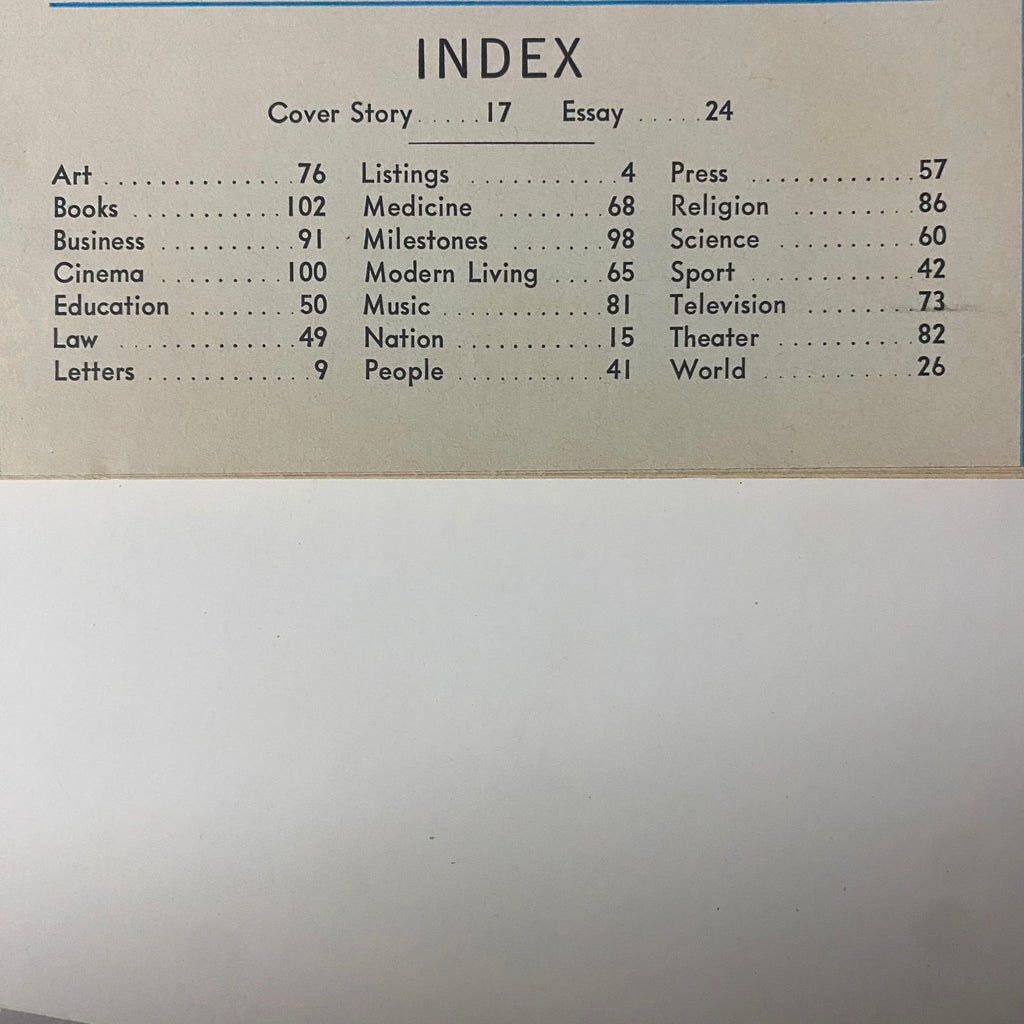 INDEX
Cover Story.....17 Essay .....24
Art ..............76 Listings ...........4 Press ............57
Books ..........102 Medicine .......68 Religion ........86
Business .........91 Milestones ......98 Science .........60
Cinema ........100 Modern Living ....65 Sport ............42
Education .......50 Music ............81 Television .......73
Law .............49 Nation ..........15 Theater .........82
Letters ............9 People ..........41 World ..........26